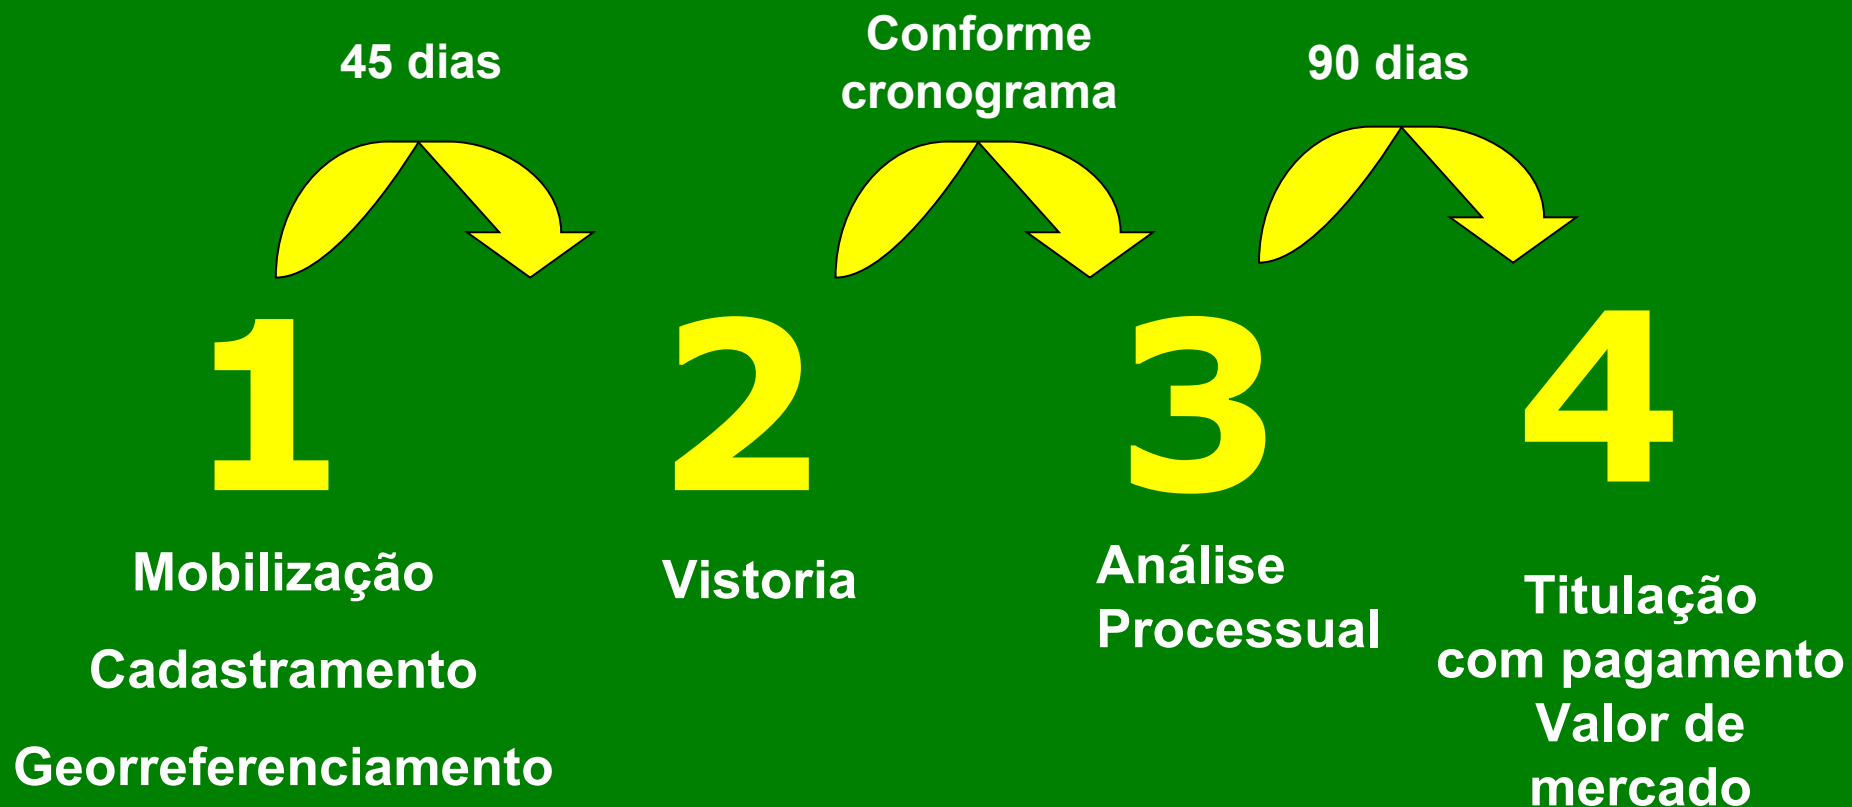 45 dias
Conforme
cronograma
90 dias
1
2
3
4
Mobilização
Cadastramento
Georreferenciamento
Vistoria
Análise
Processual
Titulação
com pagamento
Valor de
mercado